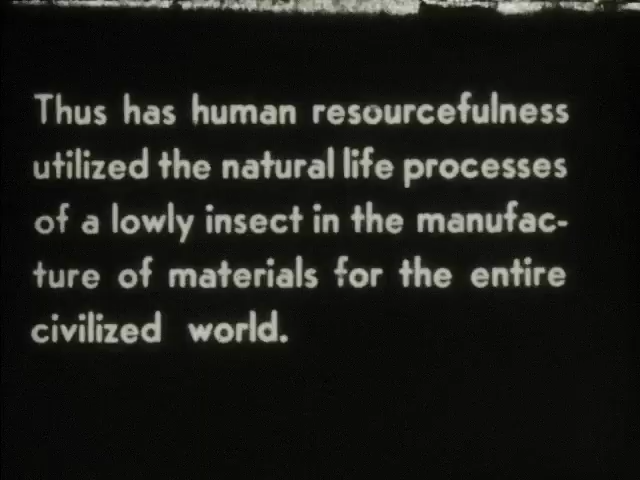 Thus has human resourcefulness
utilized the natural life processes
of a lowly insect in the manufac-
ture of materials for the entire
civilized world.